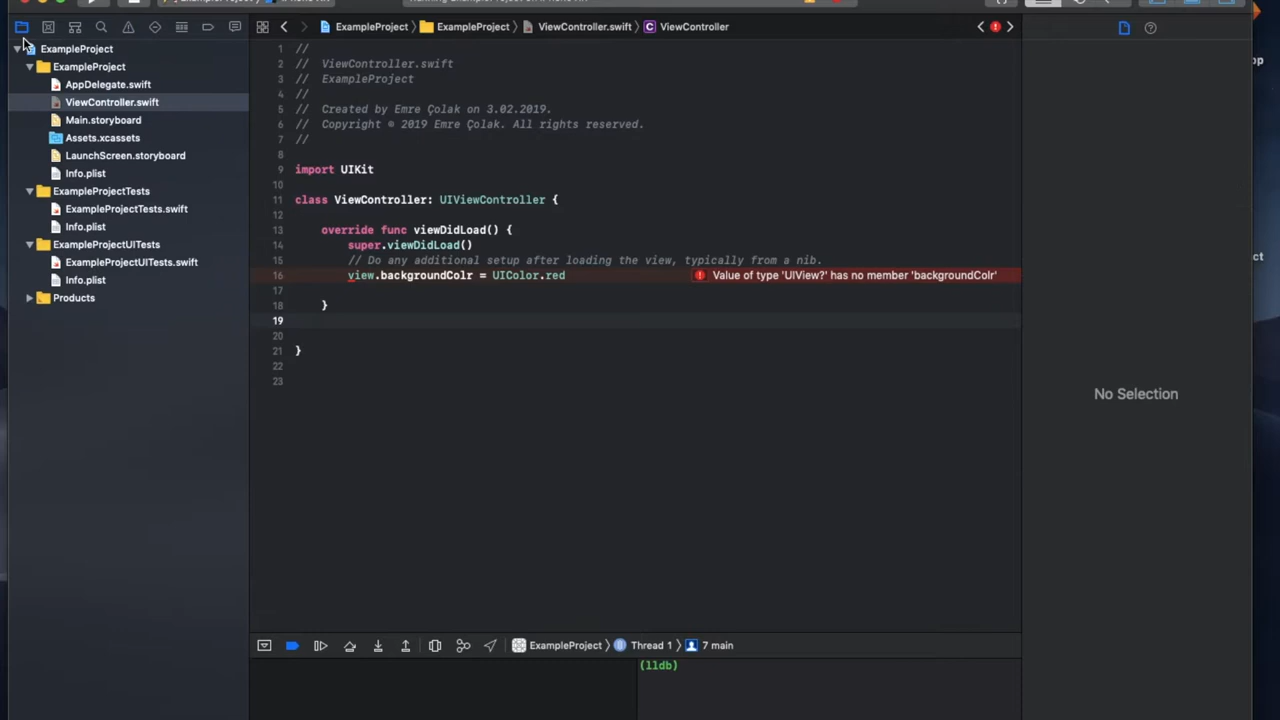 ExampleProject
ExampleProject
AppDelegate.swift
ViewController.swift
Main.storyboard
Assets.xcassets
LaunchScreen.storyboard
Info.plist
ExampleProjectTests
ExampleProjectTests.swift
Info.plist
ExampleProjectUITests
ExampleProjectUITests.swift
Info.plist
Products
ExampleProject ExampleProject ViewController.swift ViewController
1 //
2 // ViewController.swift
3 // ExampleProject
4 //
5 // Created by Emre Çolak on 3.02.2019.
6 // Copyright © 2019 Emre Çolak. All rights reserved.
7 //
8
9 import UIKit
10
11 class ViewController: UIViewController {
12
13 override func viewDidLoad() {
14 super.viewDidLoad()
15 // Do any additional setup after loading the view, typically from a nib.
16 view.backgroundColr = UIColor.red Value of type 'UIView?' has no member 'backgroundColr'
17
18 }
19
20
21 }
22
23
No Selection
ExampleProject Thread 1 7 main
(lldb)